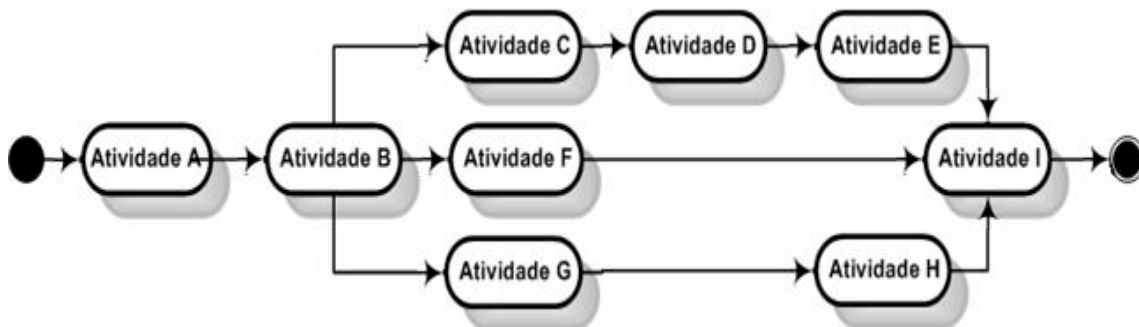 Atividade C
Atividade D
Atividade E
Atividade A
Atividade B
Atividade F
Atividade I
Atividade G
Atividade H